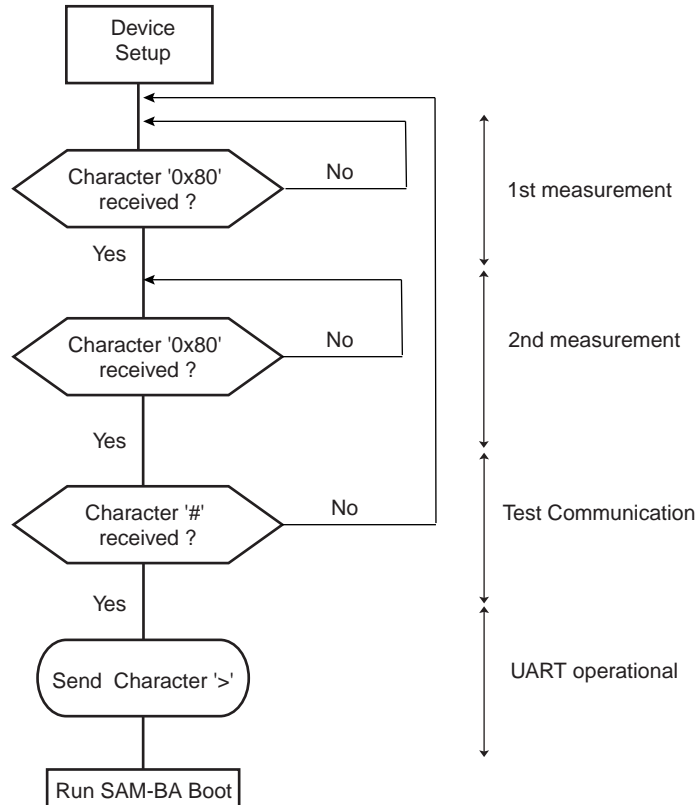 Device
Setup
Character '0x80'
received ?
No
1st measurement
Yes
Character '0x80'
received ?
No
2nd measurement
Yes
Character '#'
received ?
No
Test Communication
Yes
Send Character '>'
UART operational
Run SAM-BA Boot